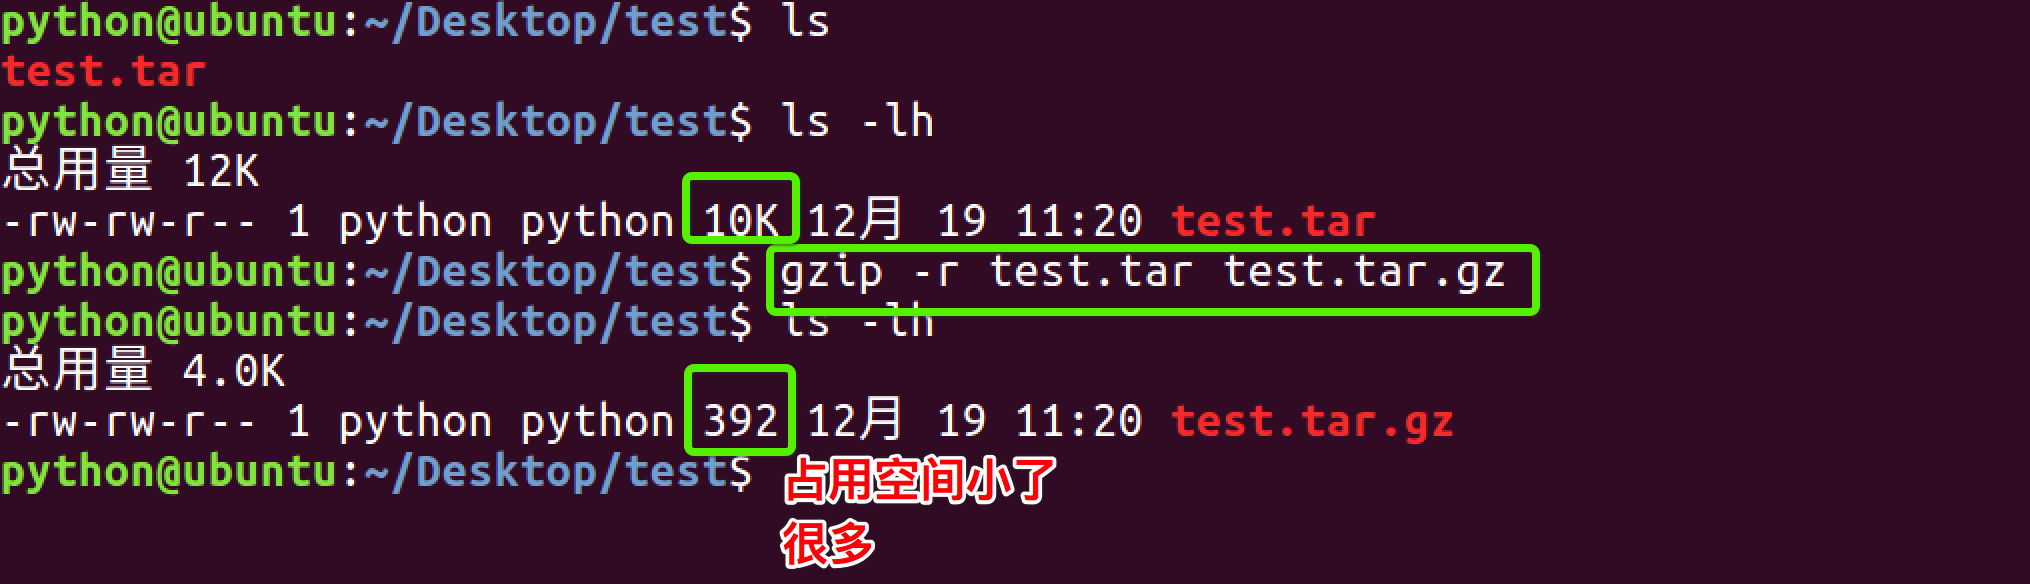 python@ubuntu:~/Desktop/test$ ls
test.tar
python@ubuntu:~/Desktop/test$ ls -lh
总用量 12K
-rw-rw-r-- 1 python python 10K 12月 19 11:20 test.tar
python@ubuntu:~/Desktop/test$ gzip -r test.tar test.tar.gz
python@ubuntu:~/Desktop/test$ ls -lh
总用量 4.0K
-rw-rw-r-- 1 python python 392 12月 19 11:20 test.tar.gz
python@ubuntu:~/Desktop/test$
占用空间小了
很多